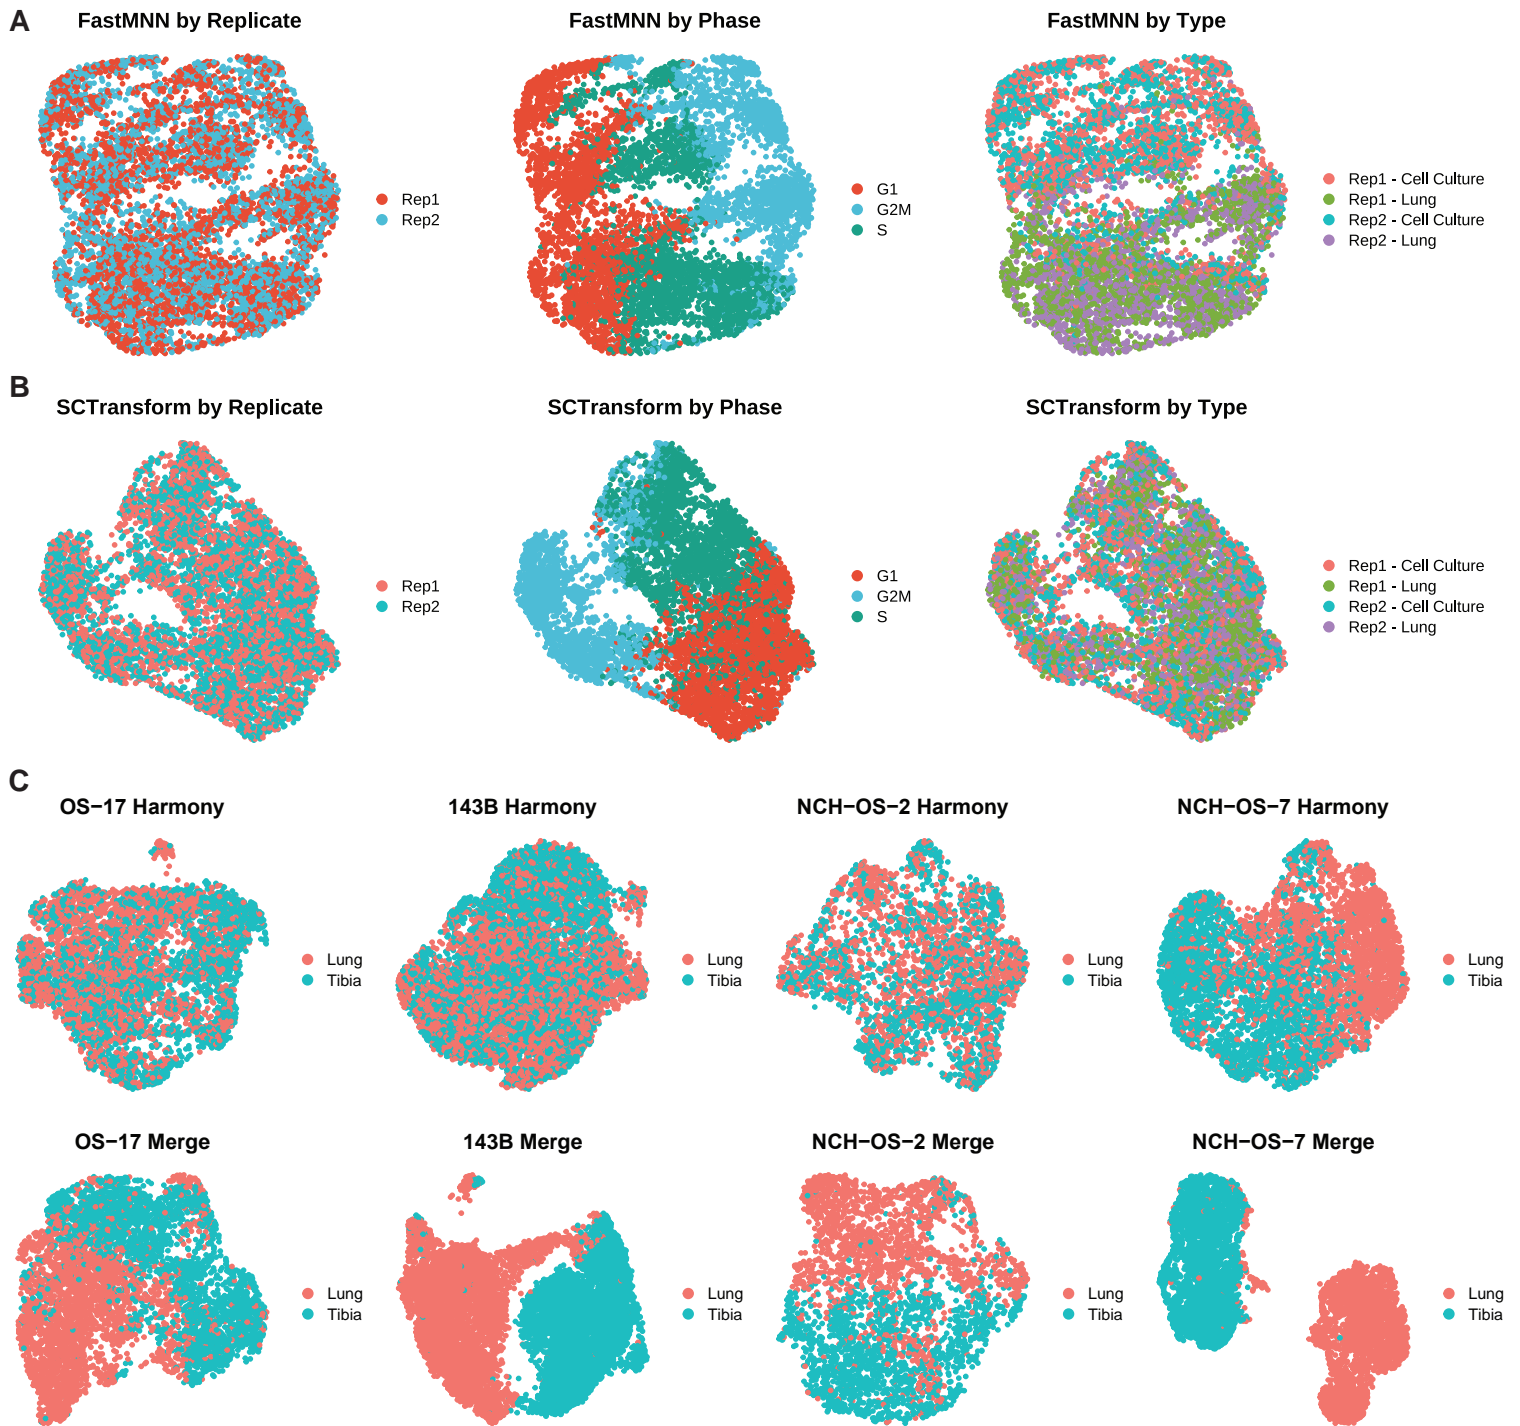 A
FastMNN by Replicate
FastMNN by Phase
FastMNN by Type
Rep1
Rep2
G1
G2M
S
Rep1 - Cell Culture
Rep1 - Lung
Rep2 - Cell Culture
Rep2 - Lung
B
SCTransform by Replicate
SCTransform by Phase
SCTransform by Type
Rep1
Rep2
G1
G2M
S
Rep1 - Cell Culture
Rep1 - Lung
Rep2 - Cell Culture
Rep2 - Lung
C
OS−17 Harmony
143B Harmony
NCH−OS−2 Harmony
NCH−OS−7 Harmony
Lung
Tibia
Lung
Tibia
Lung
Tibia
Lung
Tibia
OS−17 Merge
143B Merge
NCH−OS−2 Merge
NCH−OS−7 Merge
Lung
Tibia
Lung
Tibia
Lung
Tibia
Lung
Tibia